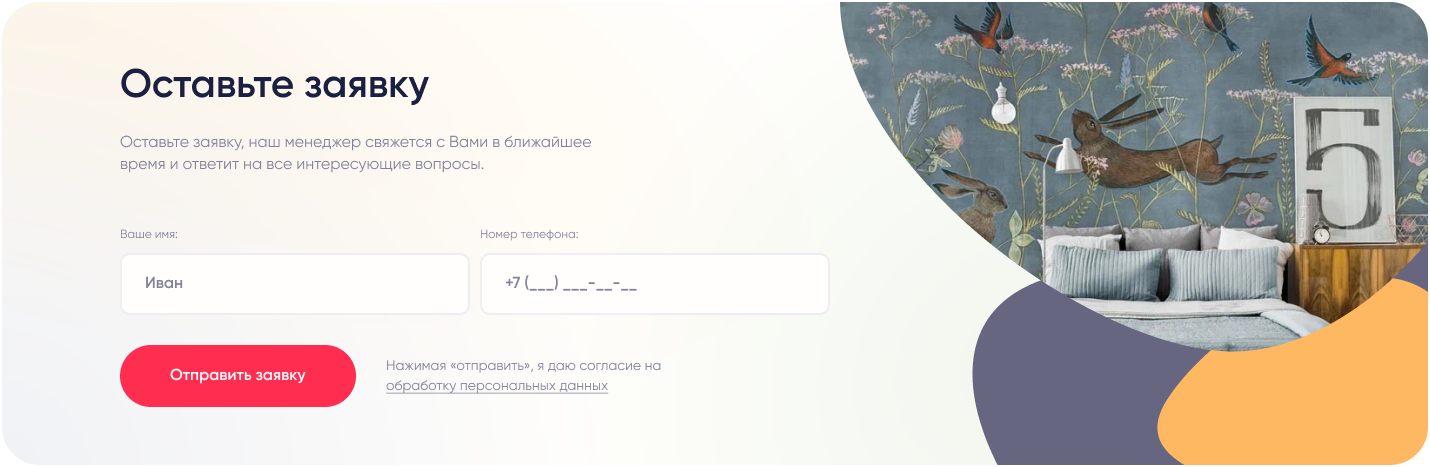 Оставьте заявку
Оставьте заявку, наш менеджер свяжется с Вами в ближайшее
время и ответит на все интересующие вопросы.
Ваше имя:
Номер телефона:
Иван
+7 (___) ___-__-__
Отправить заявку
Нажимая «отправить», я даю согласие на
обработку персональных данных
5